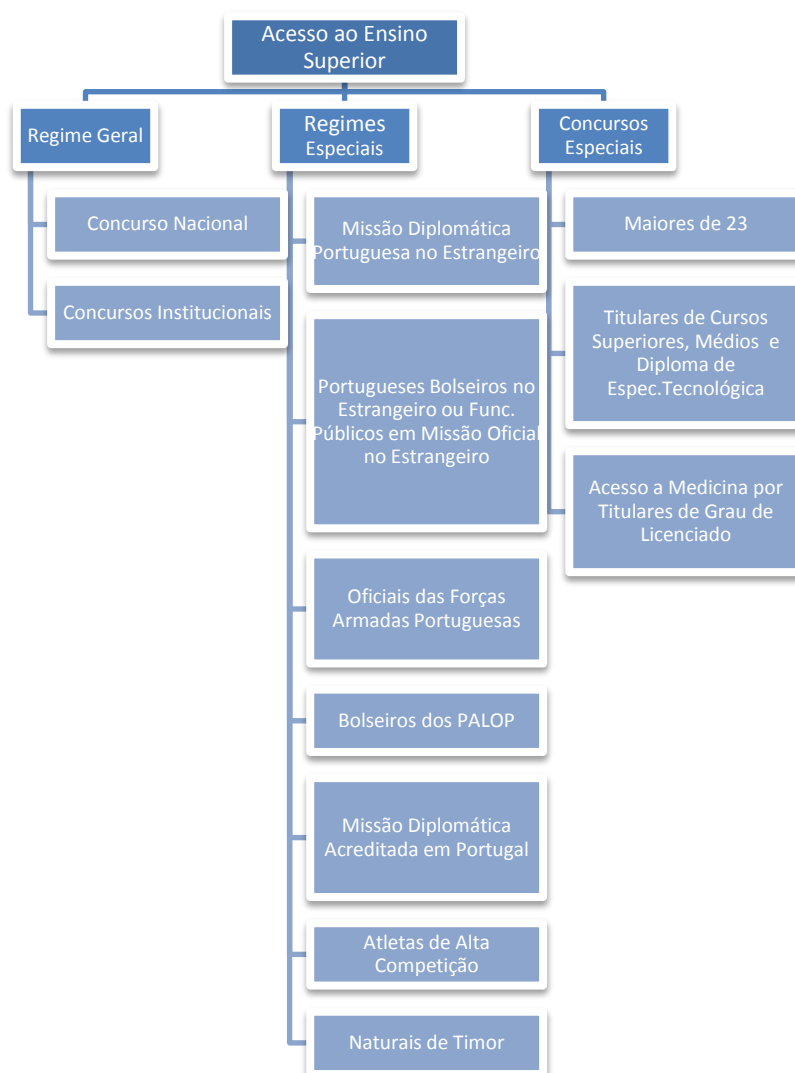 Acesso ao Ensino
Superior
Regime Geral
Concurso Nacional
Concursos Institucionais
Regimes
Especiais
Missão Diplomática
Portuguesa no Estrangeiro
Portugueses Bolseiros no
Estrangeiro ou Func.
Públicos em Missão Oficial
no Estrangeiro
Oficiais das Forças
Armadas Portuguesas
Bolseiros dos PALOP
Missão Diplomática
Acreditada em Portugal
Atletas de Alta
Competição
Naturais de Timor
Concursos
Especiais
Maiores de 23
Titulares de Cursos
Superiores, Médios e
Diploma de
Espec.Tecnológica
Acesso a Medicina por
Titulares de Grau de
Licenciado